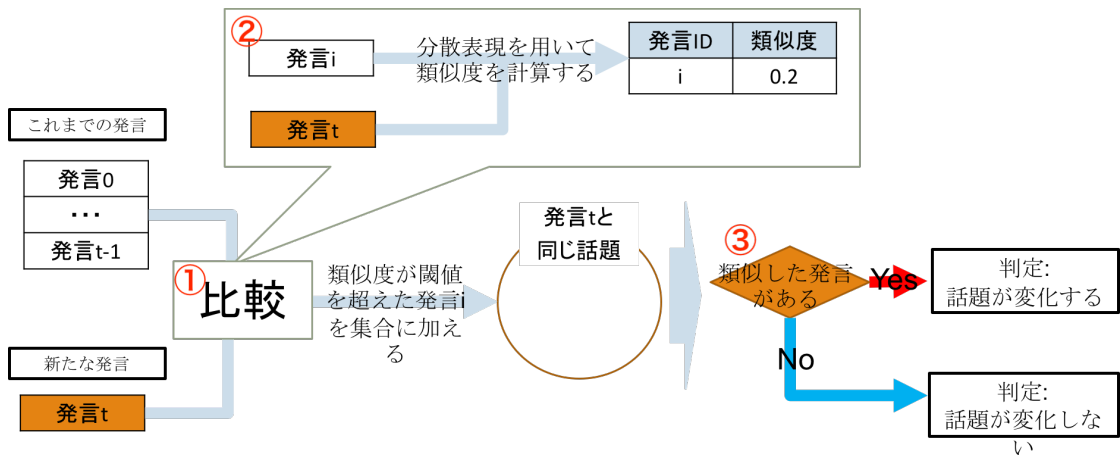 ②
発言i
分散表現を用いて
類似度を計算する
発言ID 類似度
i 0.2
発言t
これまでの発言
発言0
・・・
発言t-1
①
比較
類似度が閾値
を超えた発言i
を集合に加え
る
発言tと
同じ話題
③
類似した発言
がある
Yes
判定:
話題が変化する
No
判定:
話題が変化しな
い
新たな発言
発言t